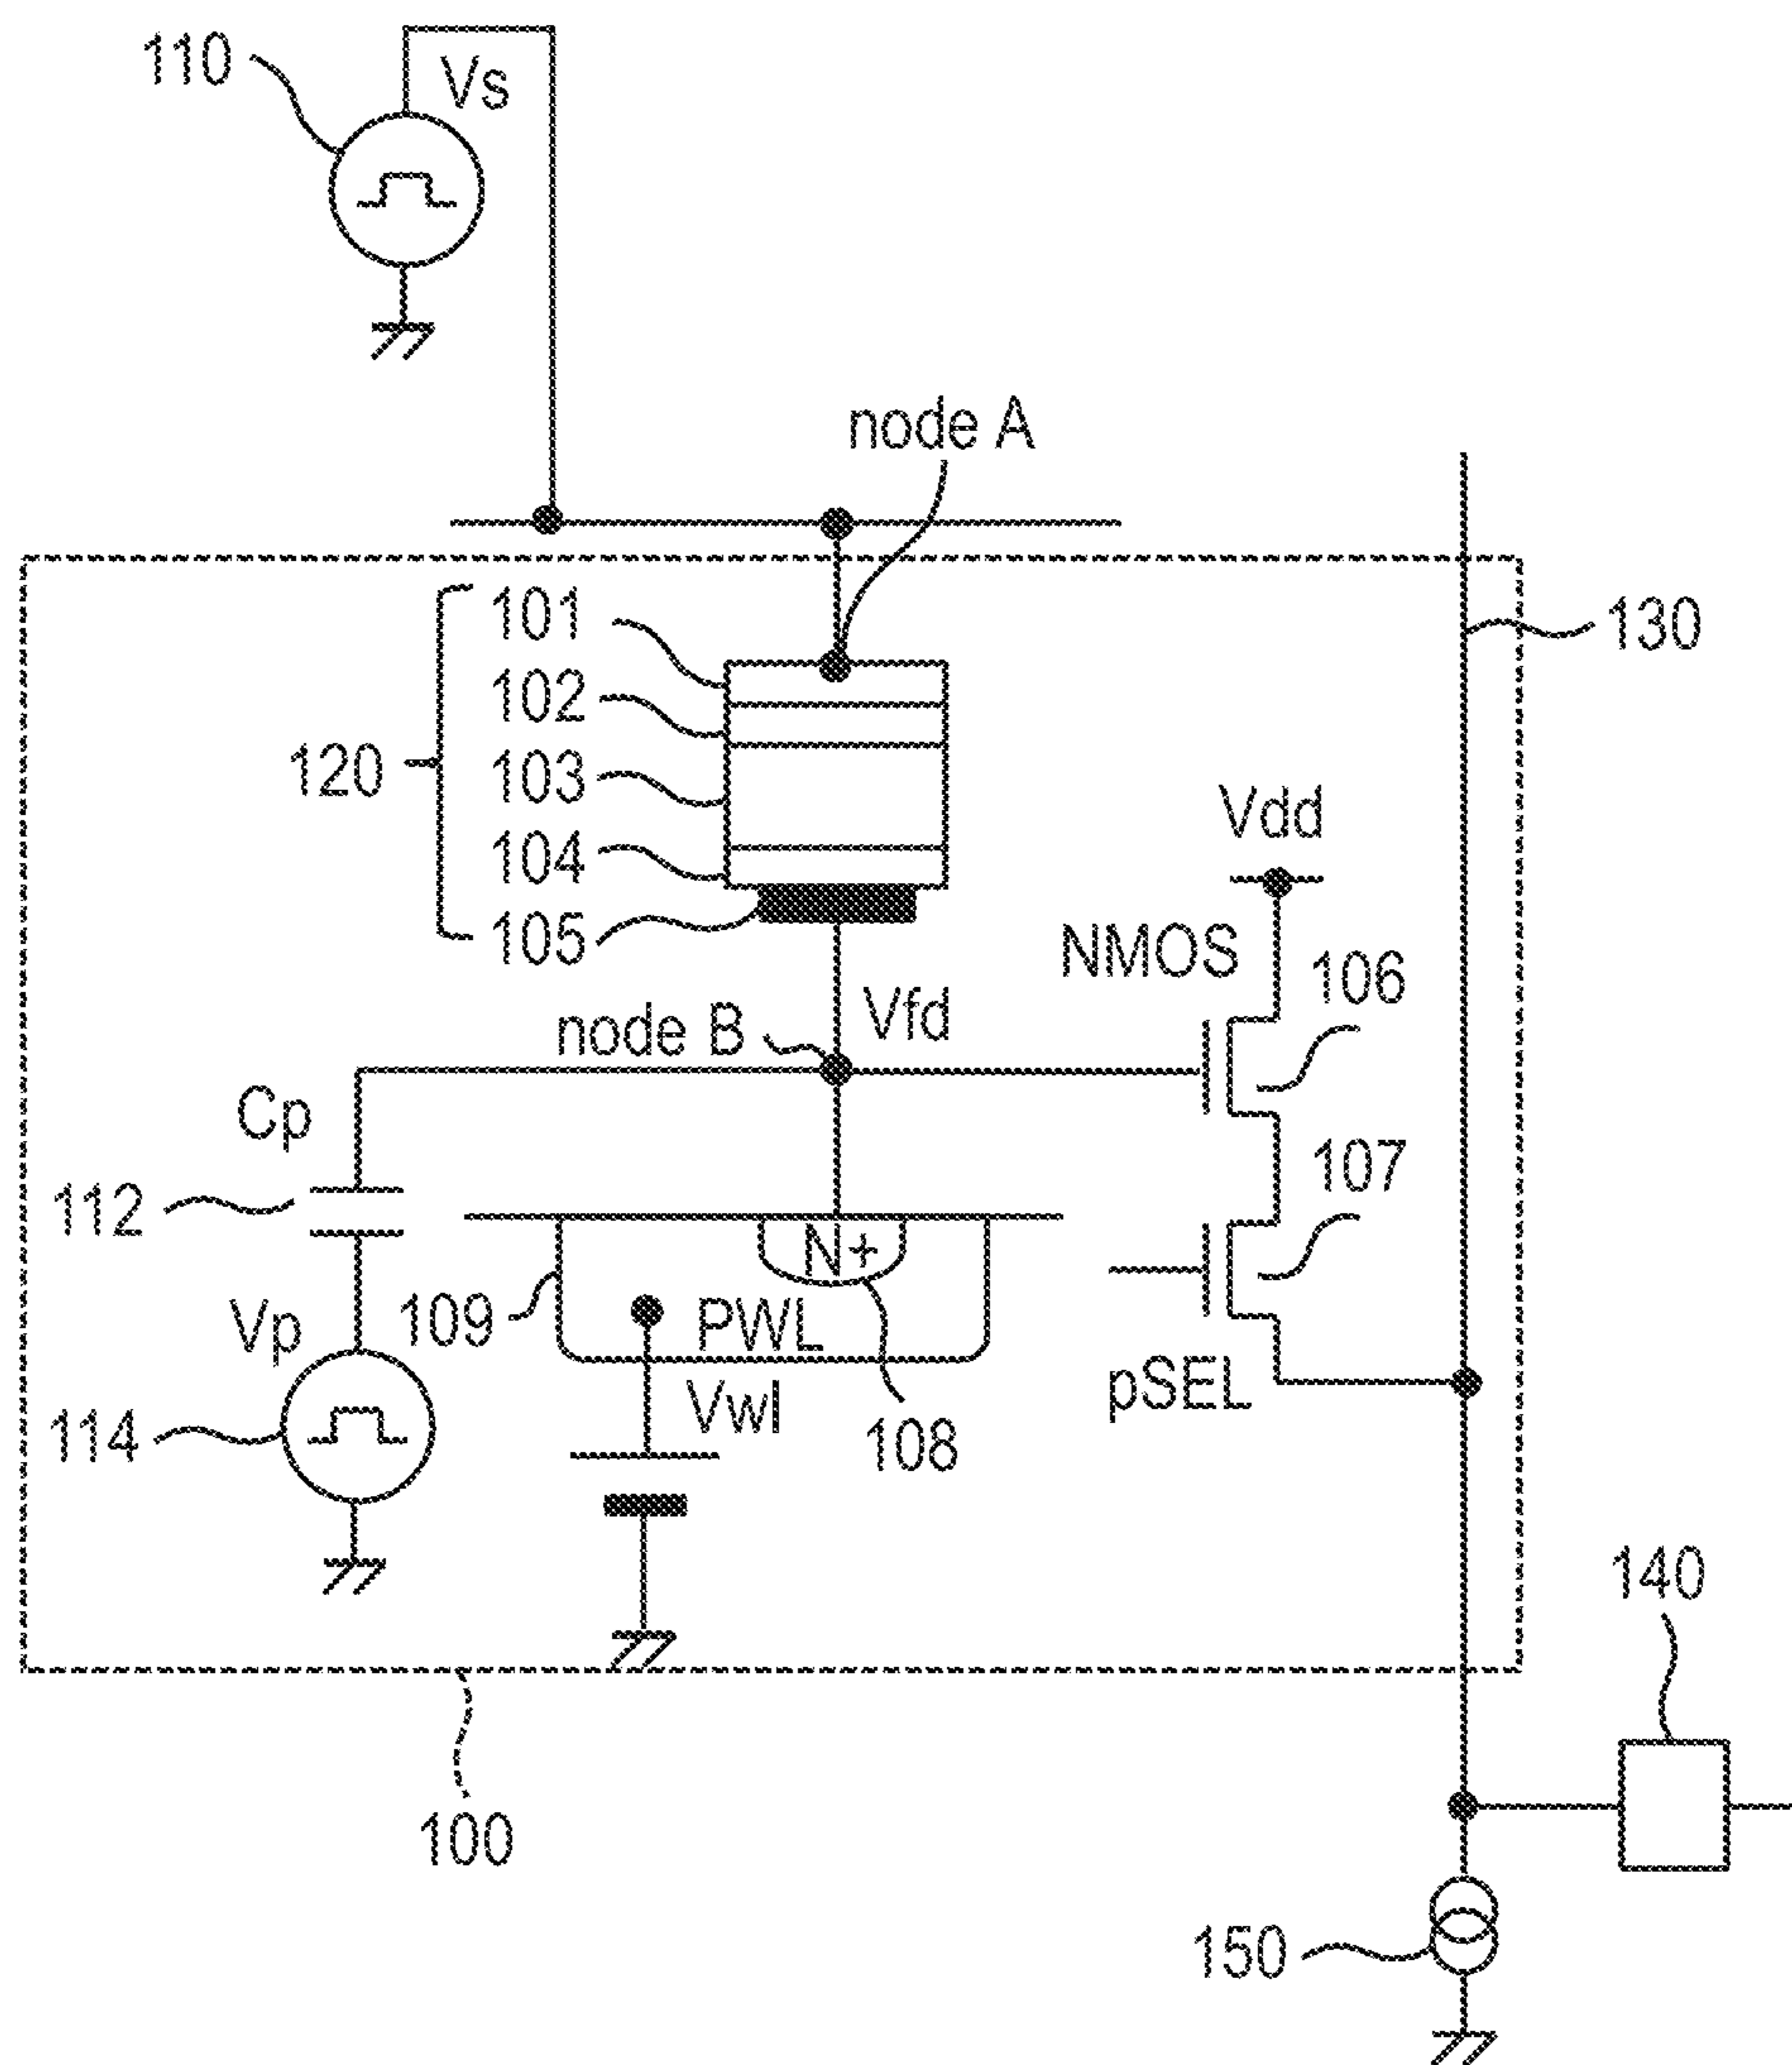 110
Vs
node A
101
130
102
120
103
Vdd
104
NMOS
105
106
node B
Vfd
Cp
107
112
N+
Vp
109
PWL
pSEL
Vwl
114
108
140
100
150